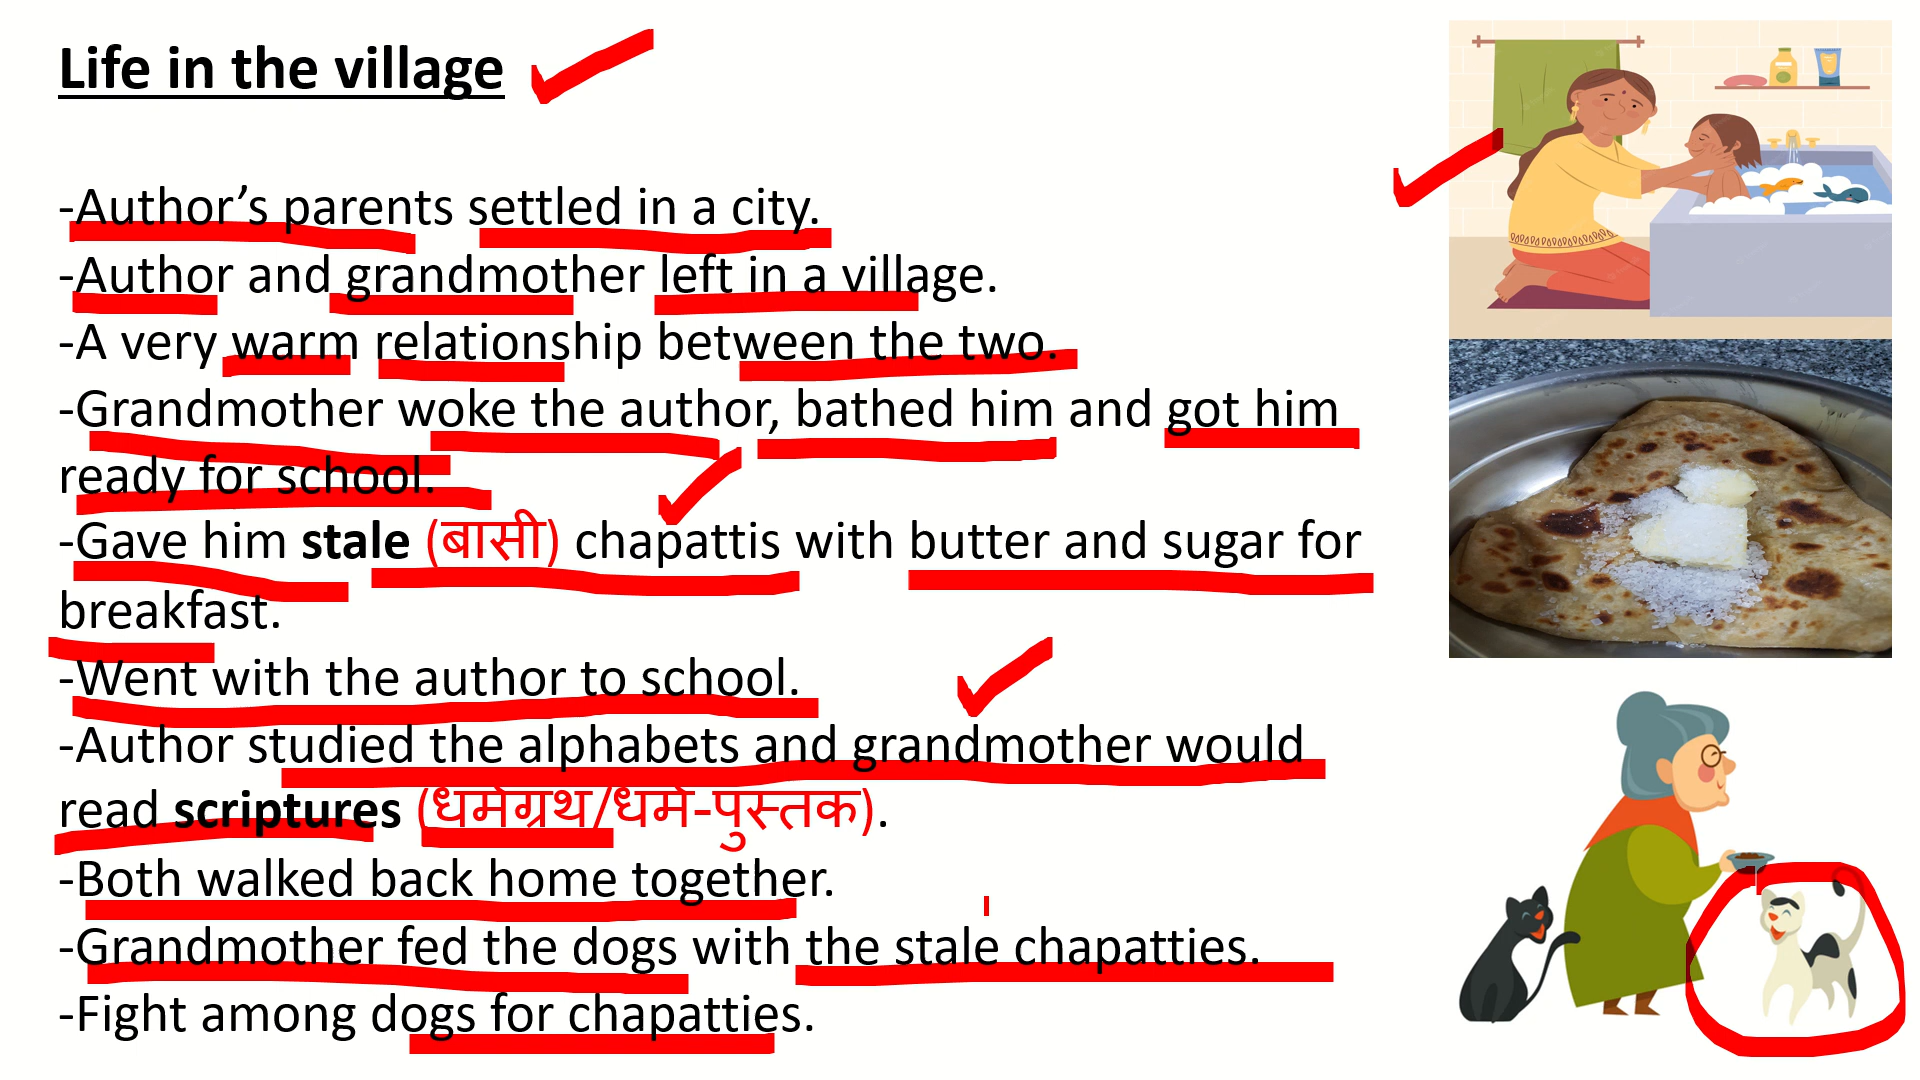 Life in the village
-Author’s parents settled in a city.
-Author and grandmother left in a village.
-A very warm relationship between the two.
-Grandmother woke the author, bathed him and got him
ready for school.
-Gave him stale (बासी) chapattis with butter and sugar for
breakfast.
-Went with the author to school.
-Author studied the alphabets and grandmother would
read scriptures (धर्मग्रंथ/धर्म-पुस्तक).
-Both walked back home together.
-Grandmother fed the dogs with the stale chapatties.
-Fight among dogs for chapatties.